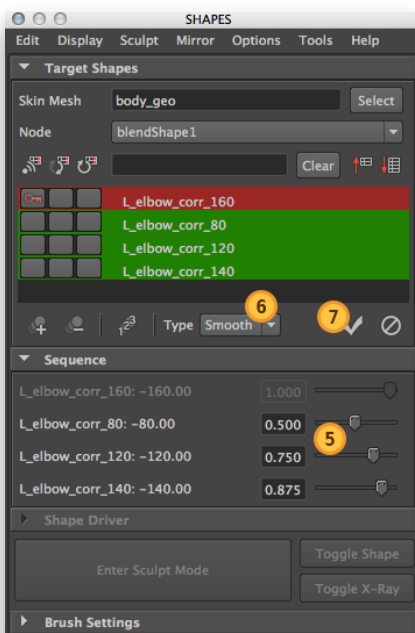 SHAPES
Edit Display Sculpt Mirror Options Tools Help
Target Shapes
Skin Mesh body_geo Select
Node blendShape1
Clear
L_elbow_corr_160
L_elbow_corr_80
L_elbow_corr_120
L_elbow_corr_140
6
7
123 Type Smooth
Sequence
L_elbow_corr_160: -160.00 1.000
L_elbow_corr_80: -80.00 0.500
5
L_elbow_corr_120: -120.00 0.750
L_elbow_corr_140: -140.00 0.875
Shape Driver
Enter Sculpt Mode
Toggle Shape
Toggle X-Ray
Brush Settings